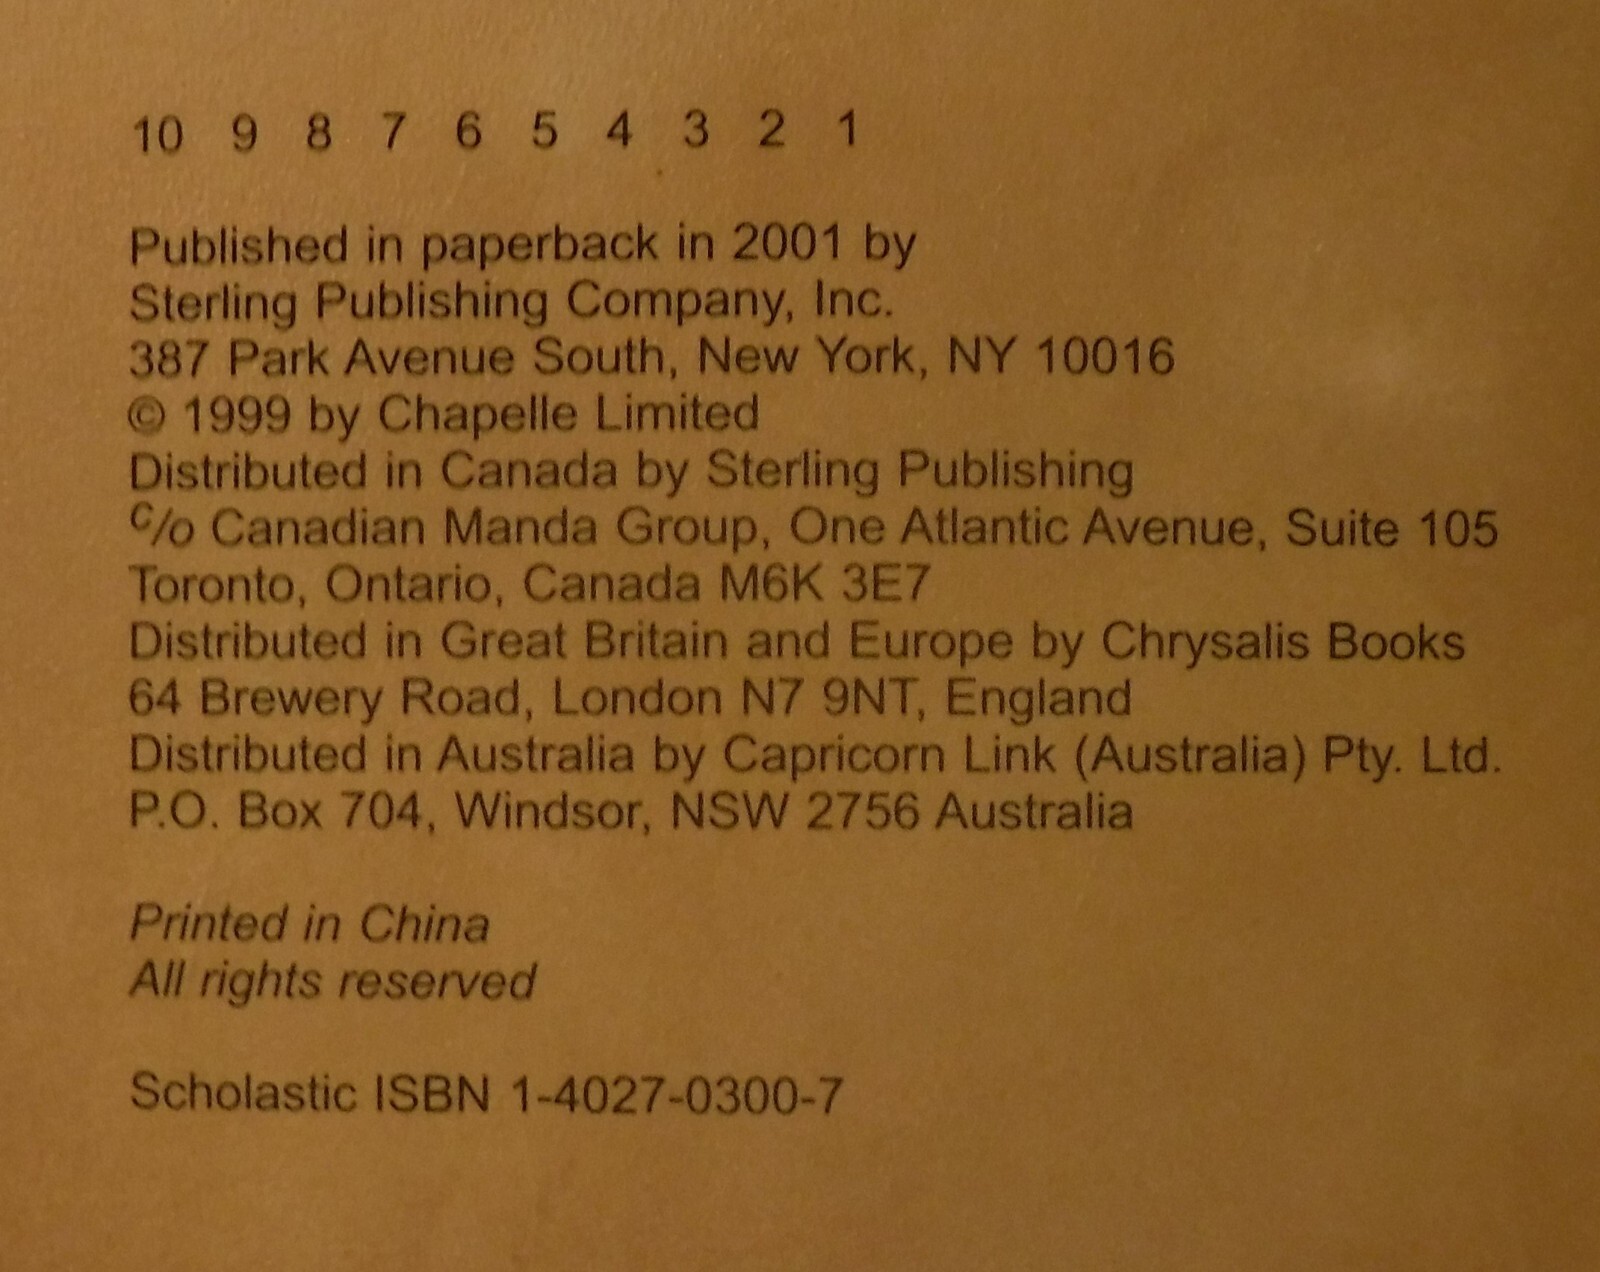 10 9 8 7 6 5 4 3 2 1
Published in paperback in 2001 by
Sterling Publishing Company, Inc.
387 Park Avenue South, New York, NY 10016
© 1999 by Chapelle Limited
Distributed in Canada by Sterling Publishing
c/o Canadian Manda Group, One Atlantic Avenue, Suite 105
Toronto, Ontario, Canada M6K 3E7
Distributed in Great Britain and Europe by Chrysalis Books
64 Brewery Road, London N7 9NT, England
Distributed in Australia by Capricorn Link (Australia) Pty. Ltd.
P.O. Box 704, Windsor, NSW 2756 Australia
Printed in China
All rights reserved
Scholastic ISBN 1-4027-0300-7